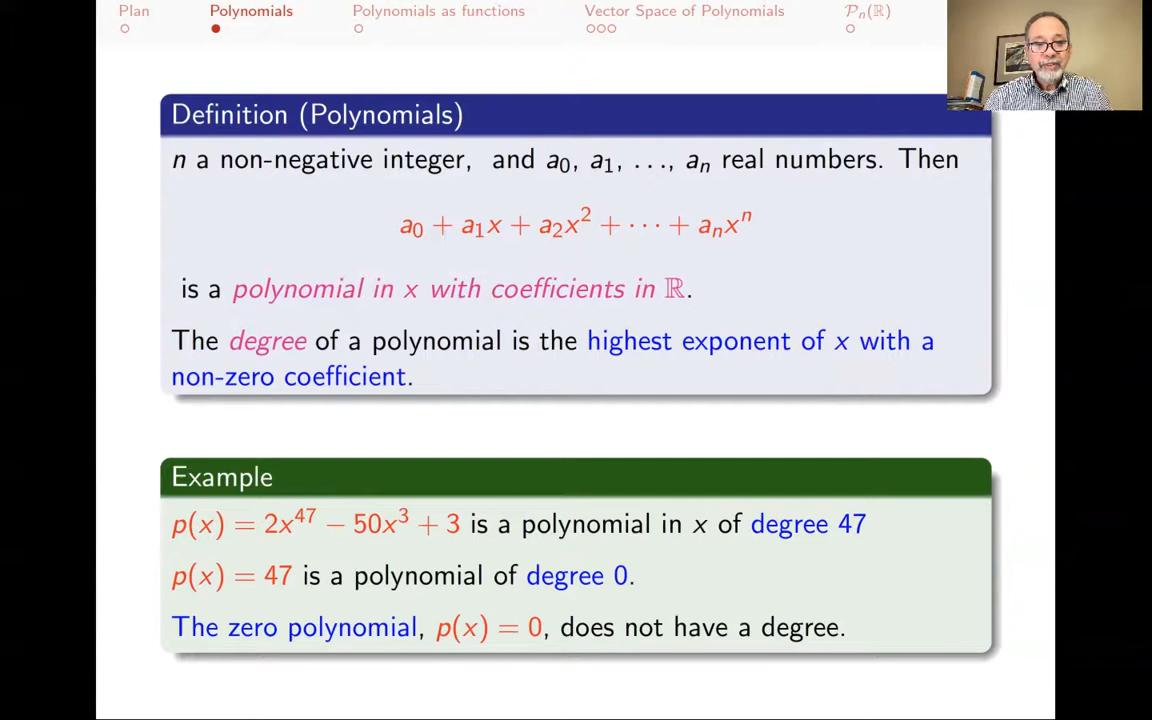 Plan Polynomials Polynomials as functions Vector Space of Polynomials 𝒫ₙ(ℝ)
Definition (Polynomials)
n a non-negative integer, and a₀, a₁, …, aₙ real numbers. Then
a₀ + a₁x + a₂x² + ··· + aₙxⁿ
is a polynomial in x with coefficients in ℝ.
The degree of a polynomial is the highest exponent of x with a
non-zero coefficient.
Example
p(x) = 2x⁴⁷ − 50x³ + 3 is a polynomial in x of degree 47
p(x) = 47 is a polynomial of degree 0.
The zero polynomial, p(x) = 0, does not have a degree.